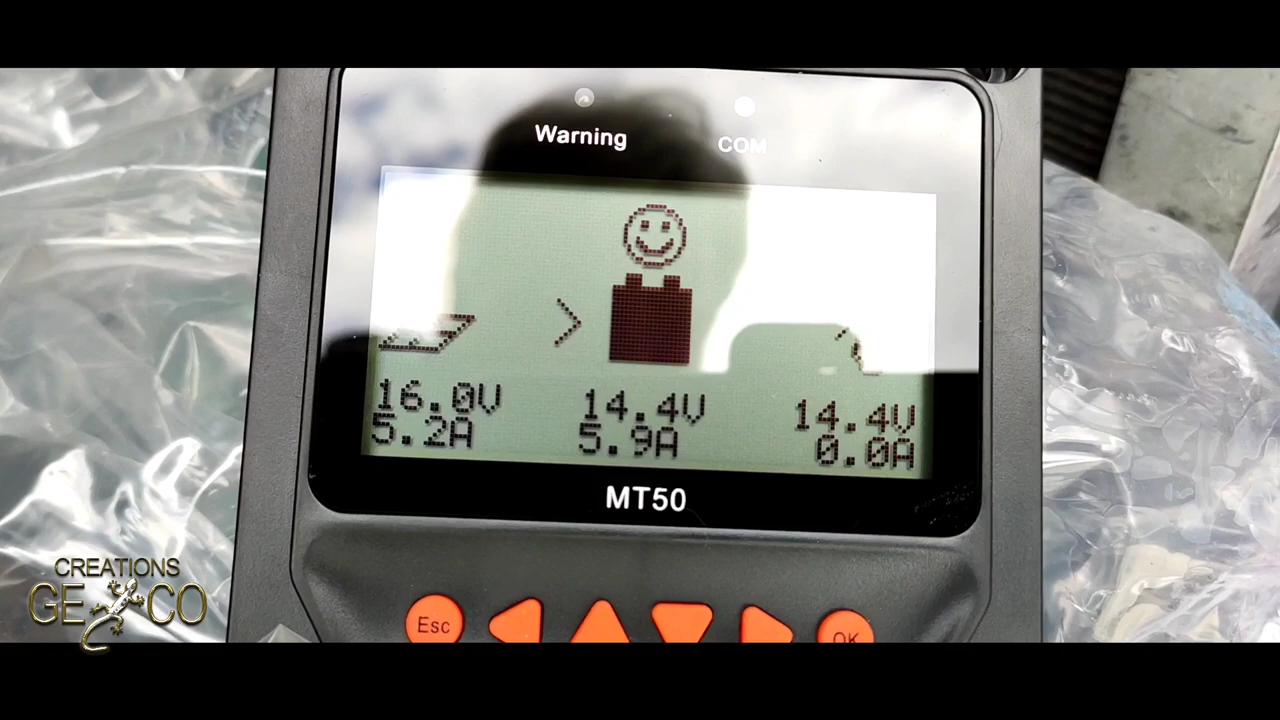 Warning
COM
16.0V 14.4V 14.4V
5.2A 5.9A 0.0A
MT50
Esc
OK
CREATIONS
GE CO